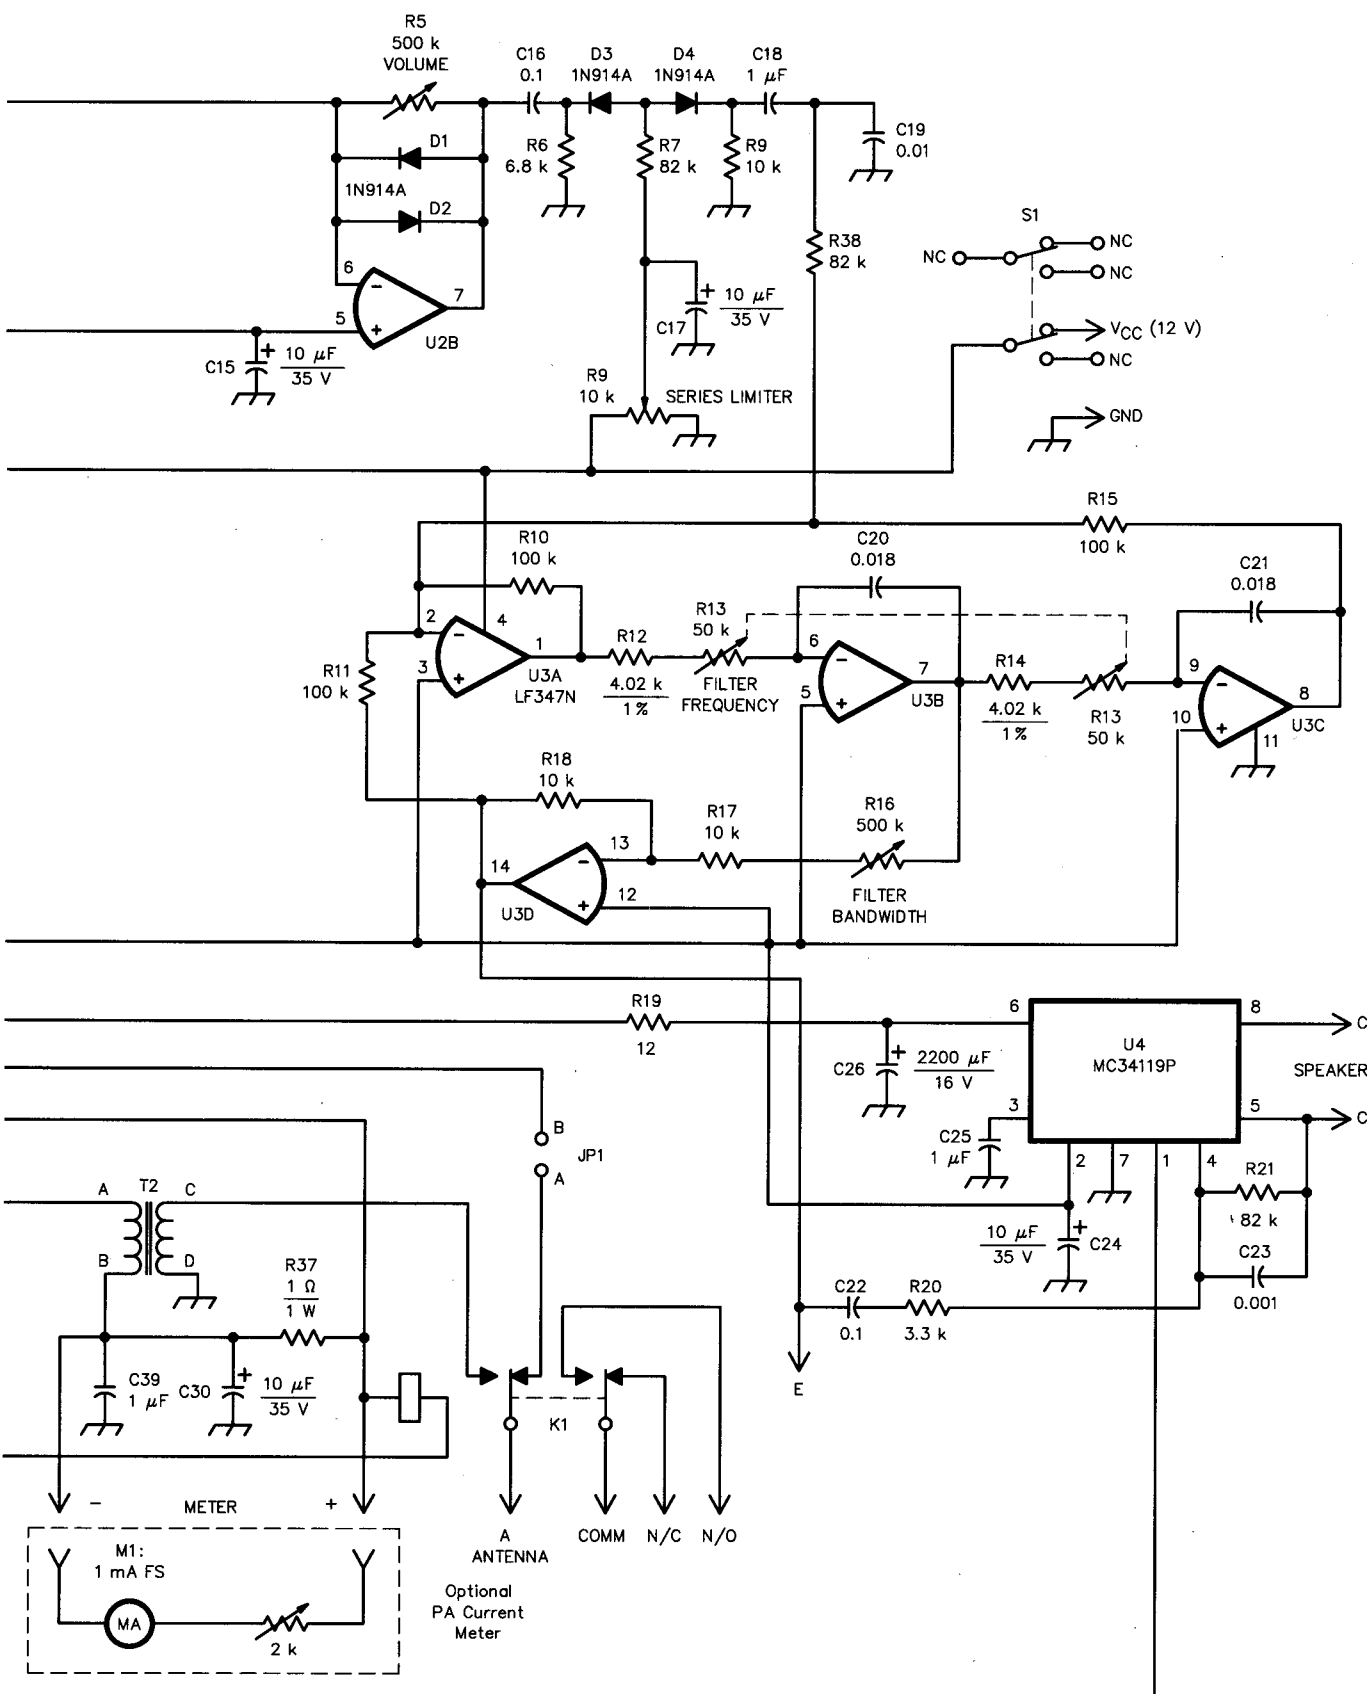 R5
500 k
VOLUME
C16
0.1
D3
1N914A
D4
1N914A
C18
1 µF
D1
1N914A
D2
R6
6.8 k
R7
82 k
R9
10 k
C19
0.01
6
5
7
U2B
C15
+
10 µF
35 V
C17
+
10 µF
35 V
R38
82 k
S1
NC
NC
NC
VCC (12 V)
NC
GND
R9
10 k
SERIES LIMITER
R15
100 k
R10
100 k
C20
0.018
C21
0.018
2
4
3
1
U3A
LF347N
R11
100 k
R12
4.02 k
1%
R13
50 k
FILTER
FREQUENCY
6
5
7
U3B
R14
4.02 k
1%
R13
50 k
9
10
8
11
U3C
R18
10 k
R17
10 k
R16
500 k
FILTER
BANDWIDTH
14
13
12
U3D
R19
12
C26
+
2200 µF
16 V
6
8
U4
MC34119P
SPEAKER
C
C
3
5
C25
1 µF
2
7
1
4
R21
82 k
C23
0.001
10 µF
35 V
+
C24
C22
0.1
R20
3.3 k
E
B
JP1
A
A
T2
C
B
D
R37
1 Ω
1 W
C39
1 µF
C30
+
10 µF
35 V
K1
−
METER
+
A
ANTENNA
COMM
N/C
N/O
M1:
1 mA FS
MA
2 k
Optional
PA Current
Meter